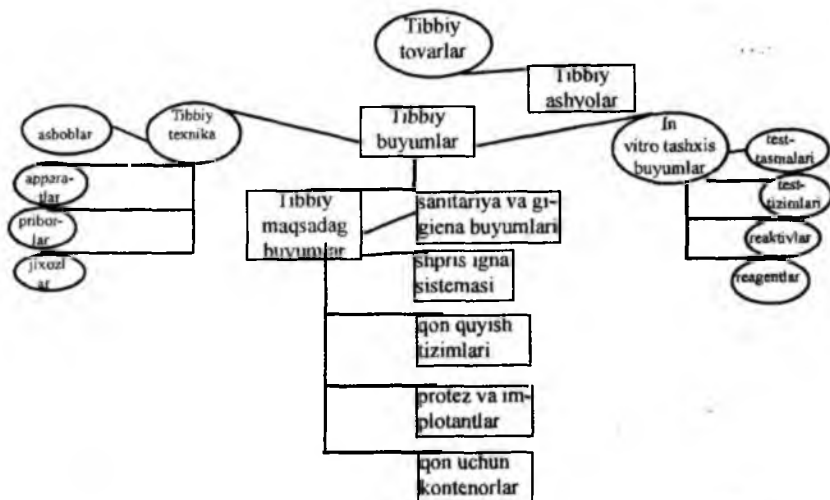 Tibbiy
tovarlar
Tibbiy
ashyolar
Tibbiy
buyumlar
Tibbiy
texnika
asboblar
appara-
tlar
pribor-
lar
jixozl
ar
In
vitro tashxis
buyumlar
test-
tasmalari
test-
tizimlari
reaktivlar
reagentlar
Tibbiy
maqsadag
buyumlar
sanitariya va gi-
giena buyumlari
shpris igna
sistemasi
qon quyish
tizimlari
protez va im-
plotantlar
qon uchun
kontenorlar